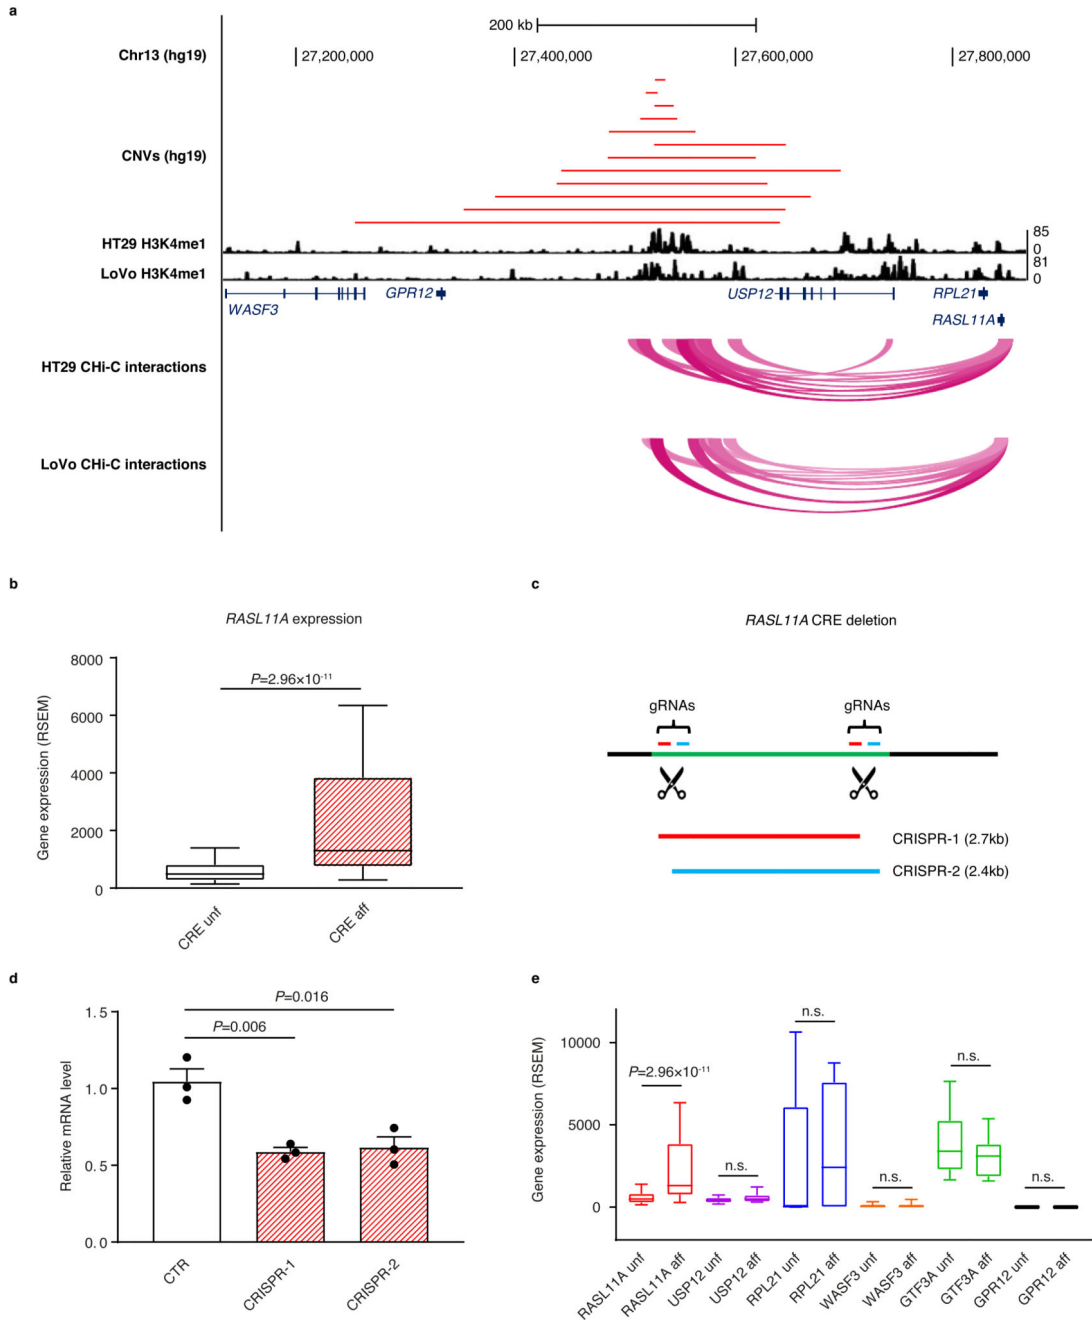 a
200 kb
Chr13 (hg19)
27,200,000
27,400,000
27,600,000
27,800,000
CNVs (hg19)
HT29 H3K4me1
85
0
LoVo H3K4me1
81
0
WASF3
GPR12
USP12
RPL21
RASL11A
HT29 CHi-C interactions
LoVo CHi-C interactions
b
RASL11A expression
Gene expression (RSEM)
8000
6000
4000
2000
0
P=2.96×10⁻¹¹
CRE unf
CRE aff
c
RASL11A CRE deletion
gRNAs
gRNAs
CRISPR-1 (2.7kb)
CRISPR-2 (2.4kb)
d
Relative mRNA level
1.5
1.0
0.5
0.0
P=0.016
P=0.006
CTR
CRISPR-1
CRISPR-2
e
Gene expression (RSEM)
10000
5000
0
P=2.96×10⁻¹¹
n.s.
n.s.
n.s.
n.s.
n.s.
RASL11A unf
RASL11A aff
USP12 unf
USP12 aff
RPL21 unf
RPL21 aff
WASF3 unf
WASF3 aff
GTF3A unf
GTF3A aff
GPR12 unf
GPR12 aff